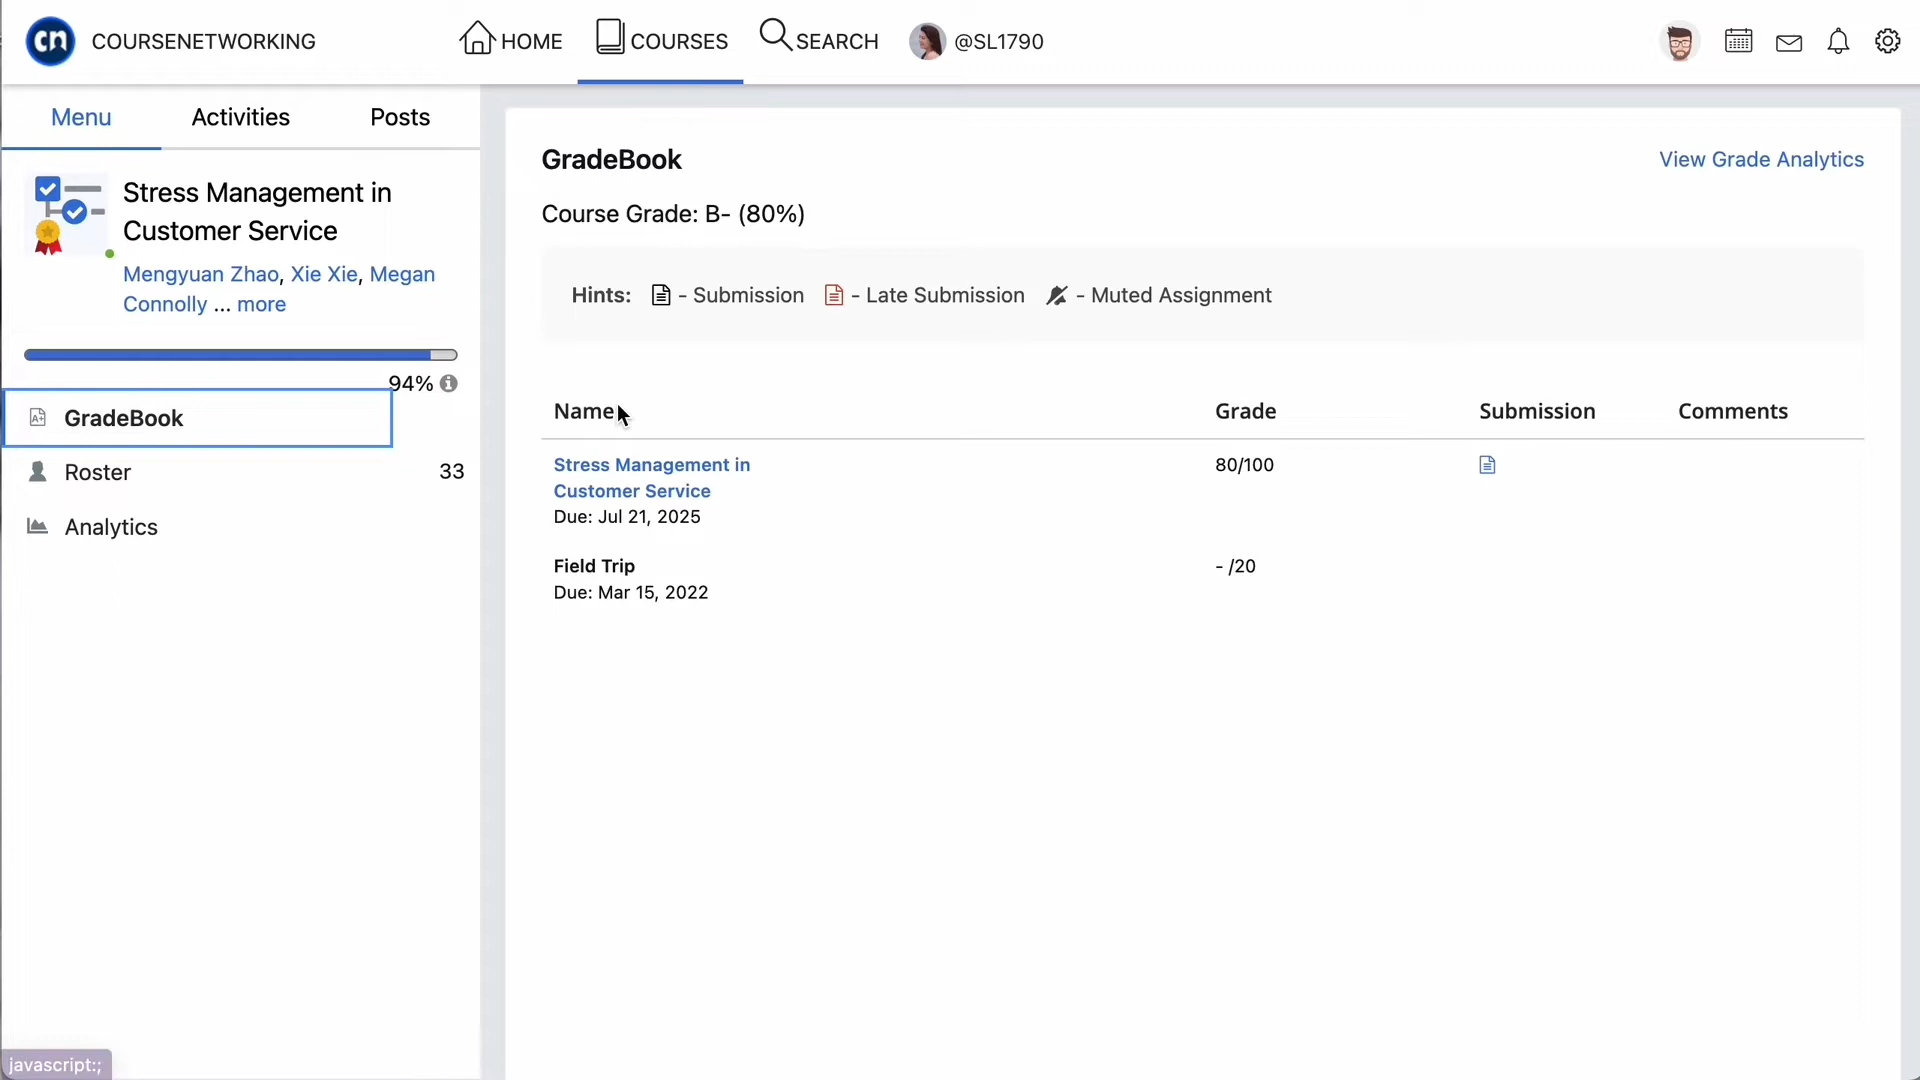 cn COURSENETWORKING HOME COURSES SEARCH @SL1790
Menu Activities Posts
Stress Management in
Customer Service
Mengyuan Zhao, Xie Xie, Megan
Connolly ... more
94%
GradeBook
Roster 33
Analytics
GradeBook View Grade Analytics
Course Grade: B- (80%)
Hints: - Submission - Late Submission - Muted Assignment
Name Grade Submission Comments
Stress Management in 80/100
Customer Service
Due: Jul 21, 2025
Field Trip - /20
Due: Mar 15, 2022
javascript:;